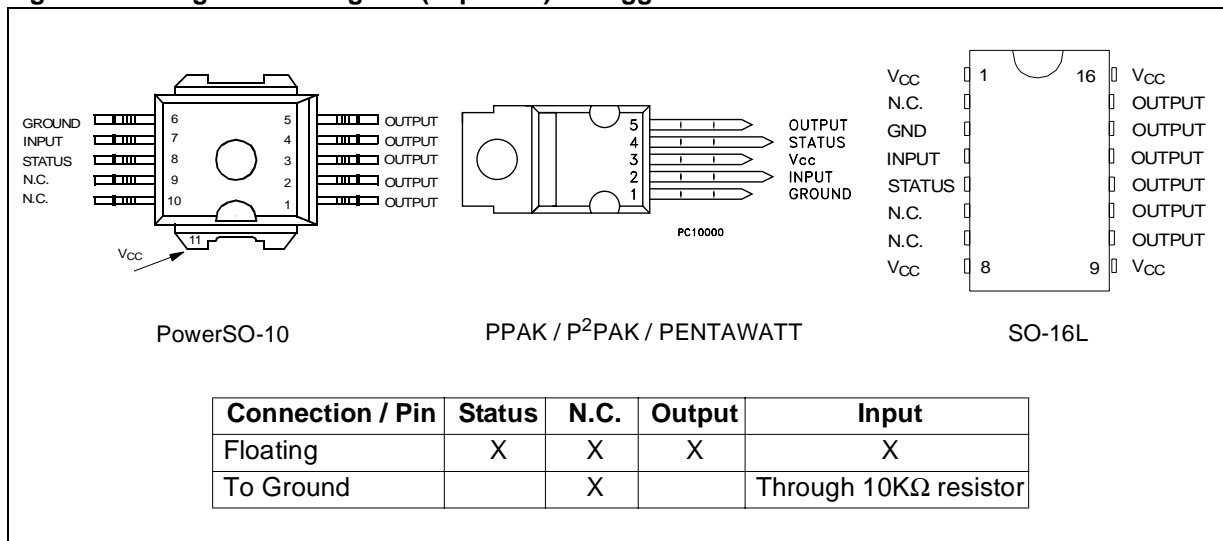 GROUND 6 5 OUTPUT
INPUT 7 4 OUTPUT
STATUS 8 3 OUTPUT
N.C. 9 2 OUTPUT
N.C. 10 1 OUTPUT
11
VCC
PowerSO-10
5 OUTPUT
4 STATUS
3 Vcc
2 INPUT
1 GROUND
PC10000
PPAK / P²PAK / PENTAWATT
VCC 1 16 VCC
N.C. OUTPUT
GND OUTPUT
INPUT OUTPUT
STATUS OUTPUT
N.C. OUTPUT
N.C. OUTPUT
VCC 8 9 VCC
SO-16L
Connection / Pin Status N.C. Output Input
Floating X X X X
To Ground X Through 10KΩ resistor